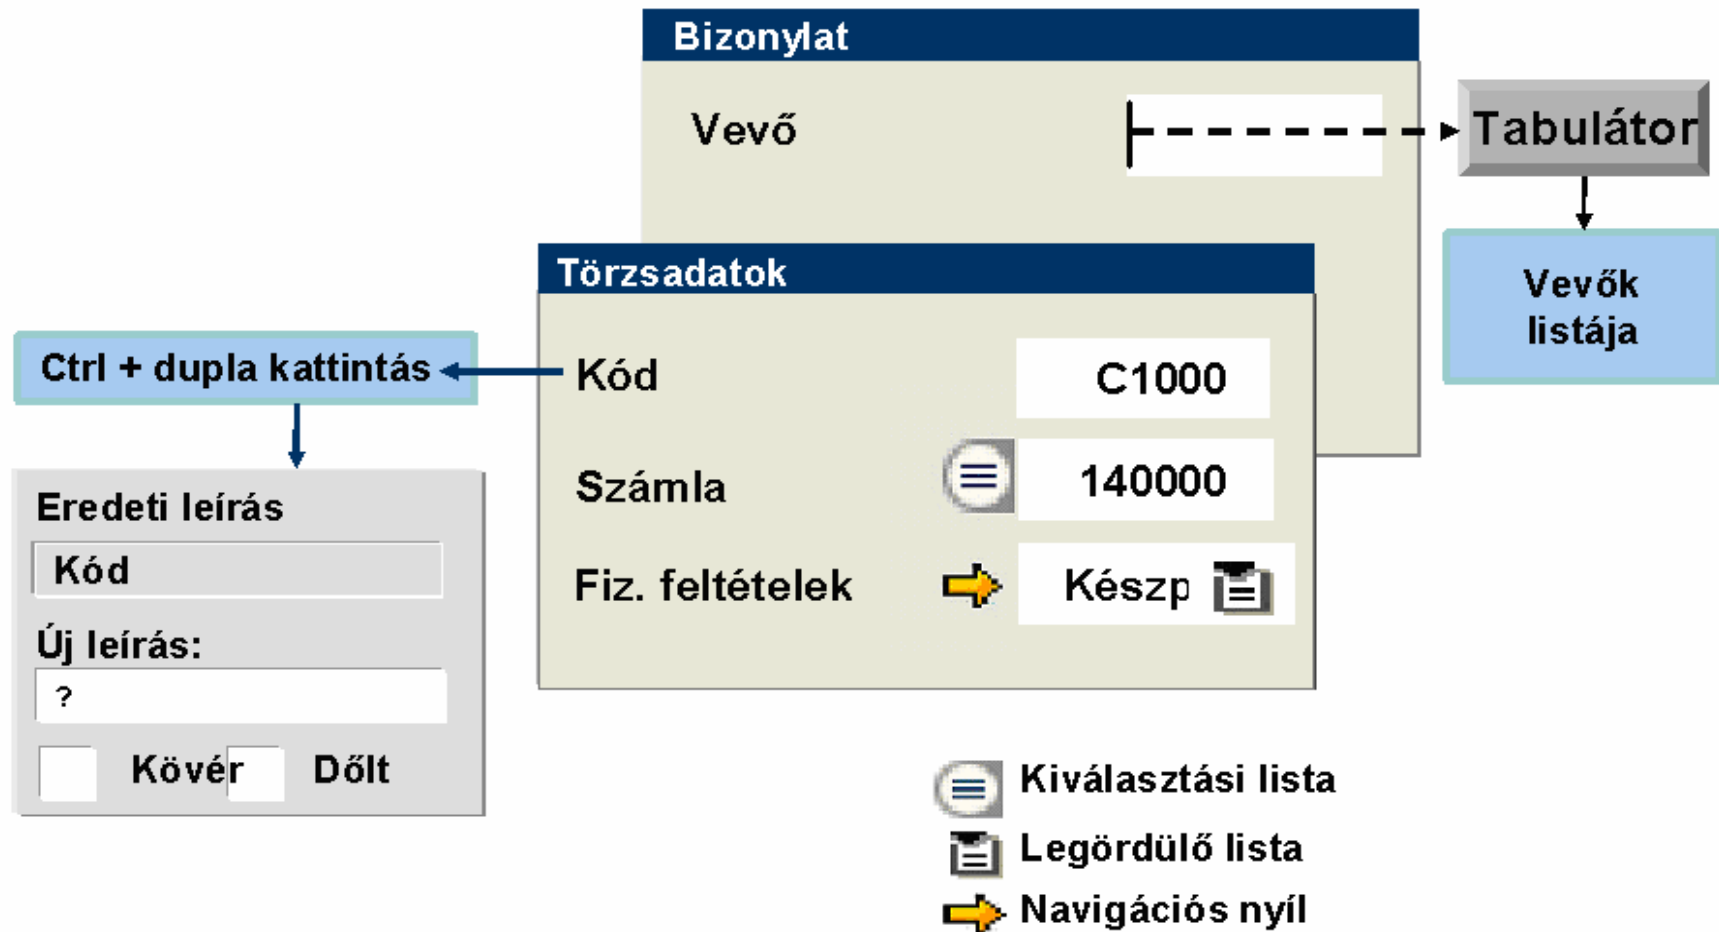 Bizonylat
Vevő
Tabulátor
Vevők
listája
Törzsadatok
Kód
C1000
Számla
140000
Fiz. feltételek
Készp
Ctrl + dupla kattintás
Eredeti leírás
Kód
Új leírás:
?
Kövér
Dőlt
Kiválasztási lista
Legördülő lista
Navigációs nyíl